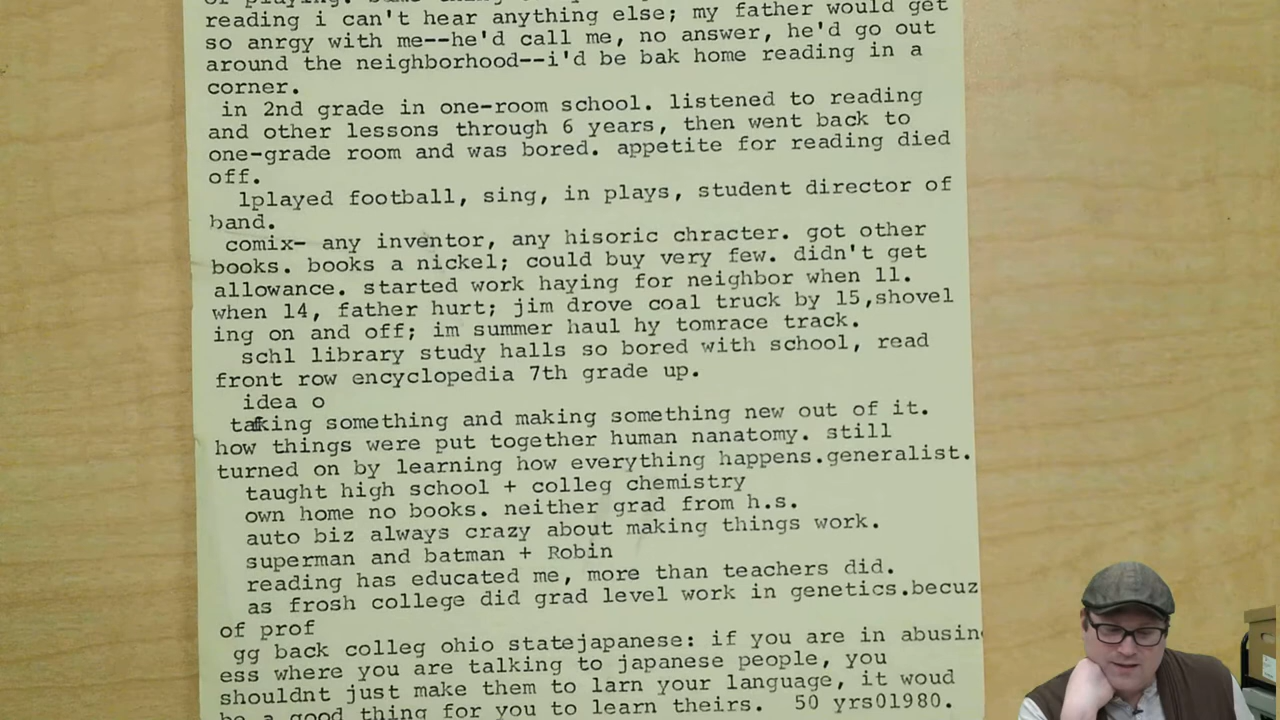 reading i can't hear anything else; my father would get
so anrgy with me--he'd call me, no answer, he'd go out
around the neighborhood--i'd be bak home reading in a
corner.
in 2nd grade in one-room school. listened to reading
and other lessons through 6 years, then went back to
one-grade room and was bored. appetite for reading died
off.
lplayed football, sing, in plays, student director of
band.
comix- any inventor, any hisoric chracter. got other
books. books a nickel; could buy very few. didn't get
allowance. started work haying for neighbor when ll.
when 14, father hurt; jim drove coal truck by 15,shovel
ing on and off; im summer haul hy tomrace track.
schl library study halls so bored with school, read
front row encyclopedia 7th grade up.
idea o
taking something and making something new out of it.
how things were put together human nanatomy. still
turned on by learning how everything happens.generalist.
taught high school + colleg chemistry
own home no books. neither grad from h.s.
auto biz always crazy about making things work.
superman and batman + Robin
reading has educated me, more than teachers did.
as frosh college did grad level work in genetics.becuz
of prof
gg back colleg ohio statejapanese: if you are in abusin
ess where you are talking to japanese people, you
shouldnt just make them to larn your language, it woud
be a good thing for you to learn theirs. 50 yrs01980.